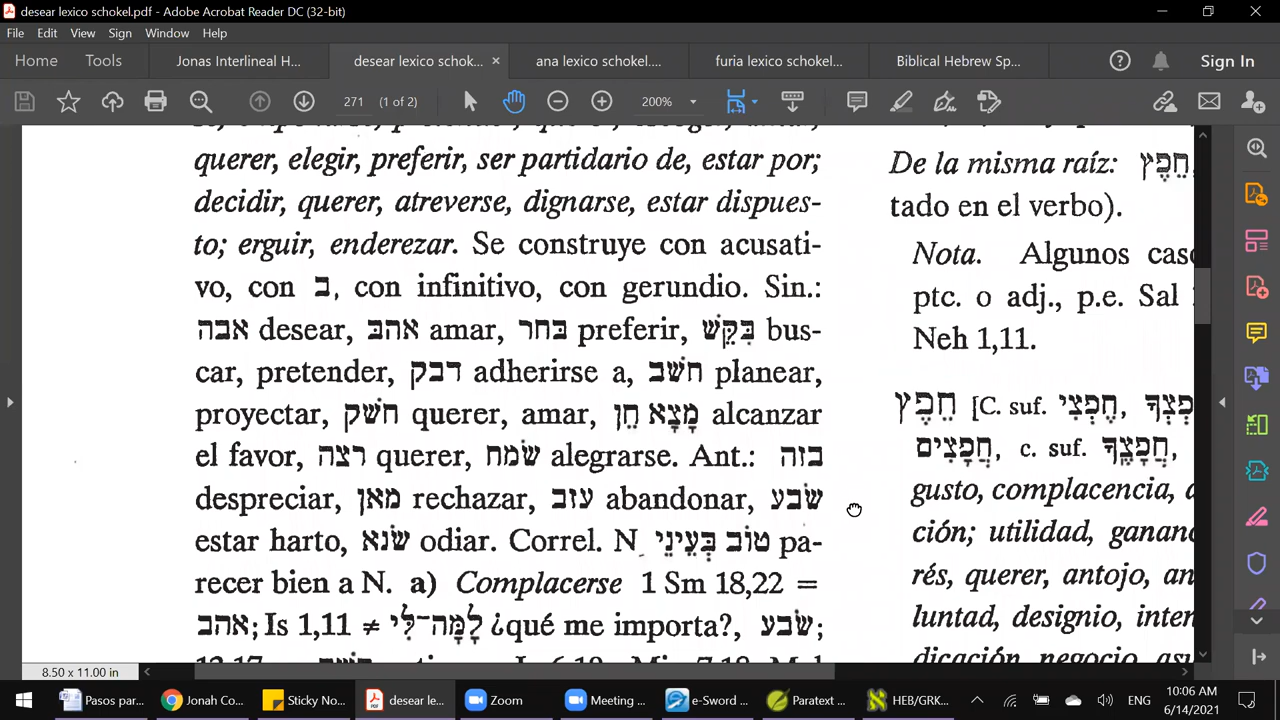 desear lexico schokel.pdf - Adobe Acrobat Reader DC (32-bit)
File Edit View Sign Window Help
Home Tools Jonas Interlineal H... desear lexico schok... × ana lexico schokel.... furia lexico schokel... Biblical Hebrew Sp... Sign In
271 (1 of 2) 200%
querer, elegir, preferir, ser partidario de, estar por;
decidir, querer, atreverse, dignarse, estar dispues-
to; erguir, enderezar. Se construye con acusati-
vo, con ב, con infinitivo, con gerundio. Sin.:
אבה desear, אהב amar, בחר preferir, בִּקֵּשׁ bus-
car, pretender, דבק adherirse a, חשׁב planear,
proyectar, חשׁק querer, amar, מָצָא חֵן alcanzar
el favor, רצה querer, שׂמח alegrarse. Ant.: בזה
despreciar, מאן rechazar, עזב abandonar, שׂבע
estar harto, שׂנא odiar. Correl. N טוֹב בְּעֵינֵי pa-
recer bien a N. a) Complacerse 1 Sm 18,22 =
אהב; Is 1,11 ≠ לָמָּה־לִּי ¿qué me importa?, שׂבע;
De la misma raíz: חֵפֶץ,
tado en el verbo).
Nota. Algunos
ptc. o adj., p.e. Sal
Neh 1,11.
חֵפֶץ [C. suf. חֶפְצִי,
חֲפָצִים, c. suf. חֲפָצֶךָ,
gusto, complacencia,
ción; utilidad,
rés, querer, antojo,
luntad, designio,
dicación, negocio,
8.50 x 11.00 in
Pasos par... Jonah Co... Sticky No... desear le... Zoom Meeting ... e-Sword ... Paratext ... HEB/GRK... ENG 10:06 AM
6/14/2021